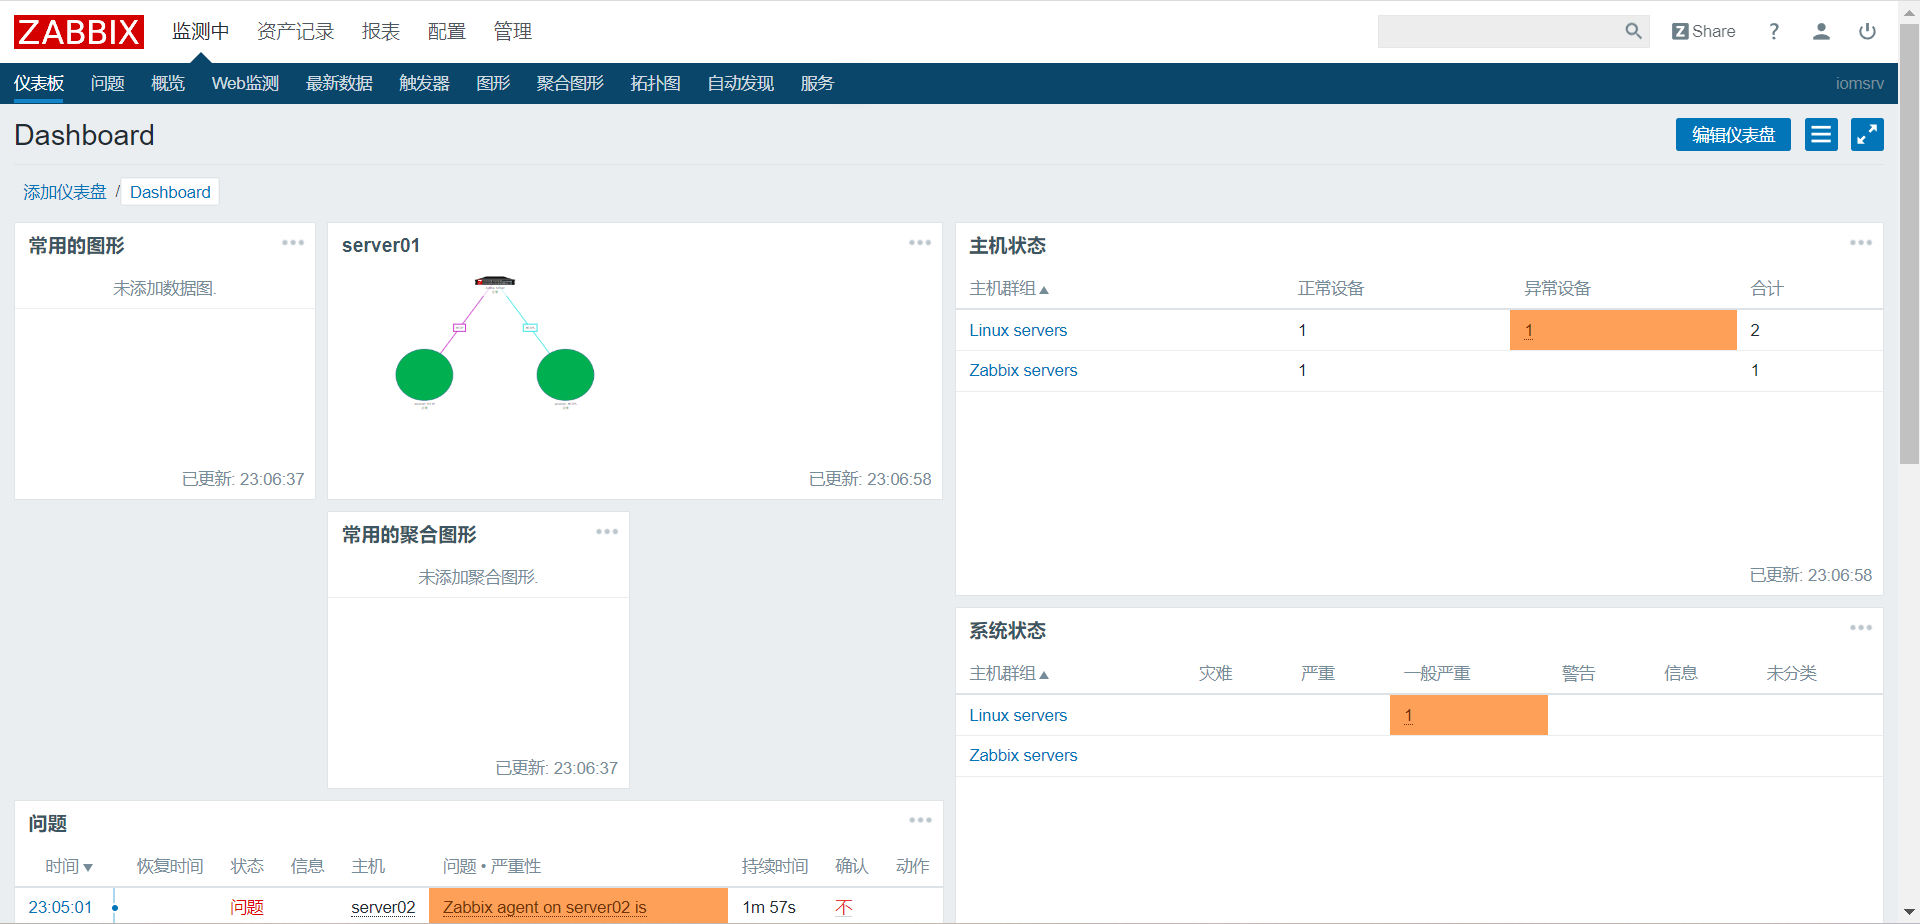 ZABBIX 监测中 资产记录 报表 配置 管理 Z Share ?
仪表板 问题 概览 Web监测 最新数据 触发器 图形 聚合图形 拓扑图 自动发现 服务 iomsrv
Dashboard 编辑仪表盘
添加仪表盘 / Dashboard
常用的图形
未添加数据图.
已更新: 23:06:37
server01
已更新: 23:06:58
主机状态
主机群组▲ 正常设备 异常设备 合计
Linux servers 1 1 2
Zabbix servers 1 1
已更新: 23:06:58
常用的聚合图形
未添加聚合图形.
已更新: 23:06:37
系统状态
主机群组▲ 灾难 严重 一般严重 警告 信息 未分类
Linux servers 1
Zabbix servers
问题
时间▼ 恢复时间 状态 信息 主机 问题 • 严重性 持续时间 确认 动作
23:05:01 问题 server02 Zabbix agent on server02 is 1m 57s 不